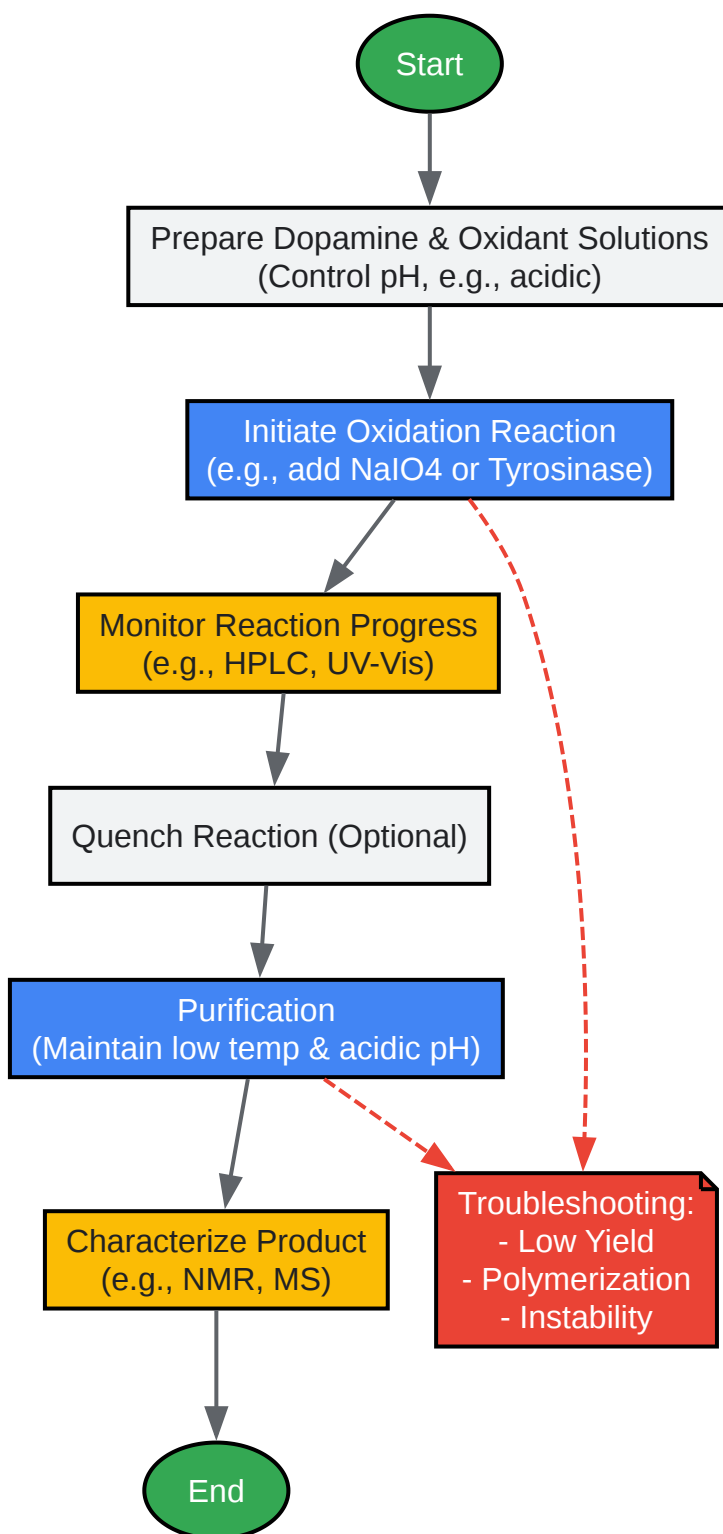 Start
Prepare Dopamine & Oxidant Solutions
(Control pH, e.g., acidic)
Initiate Oxidation Reaction
(e.g., add NaIO4 or Tyrosinase)
Monitor Reaction Progress
(e.g., HPLC, UV-Vis)
Quench Reaction (Optional)
Purification
(Maintain low temp & acidic pH)
Troubleshooting:
- Low Yield
- Polymerization
- Instability
Characterize Product
(e.g., NMR, MS)
End